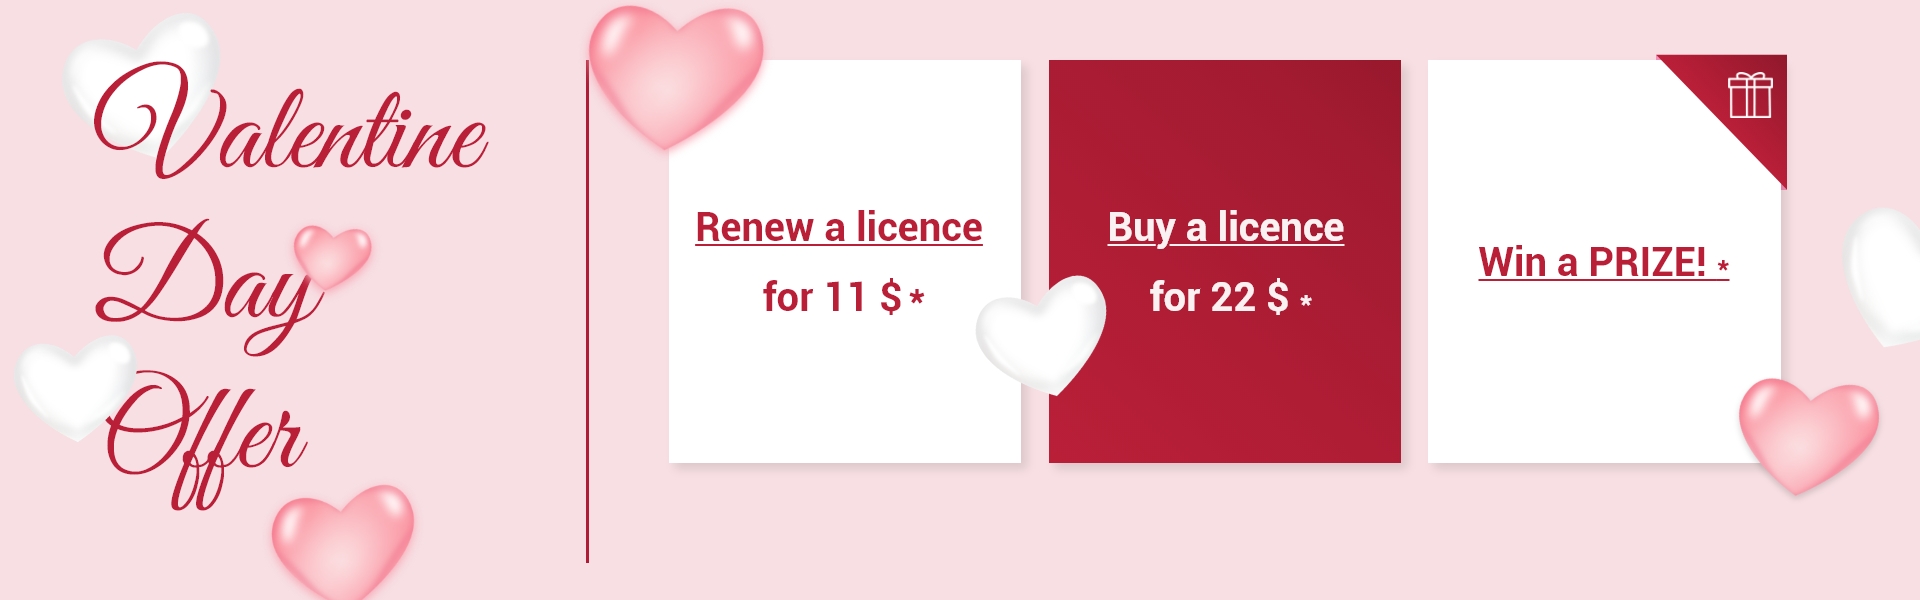 Valentine
Day
Offer
Renew a licence
for 11 $ *
Buy a licence
for 22 $ *
Win a PRIZE! *